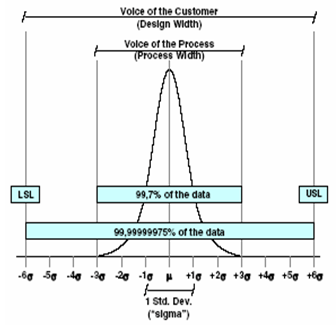 Voice of the Customer
(Design Width)
Voice of the Process
(Process Width)
LSL
99,7% of the data
USL
99,99999975% of the data
-6σ -5σ -4σ -3σ -2σ -1σ μ +1σ +2σ +3σ +4σ +5σ +6σ
1 Std. Dev.
("sigma")